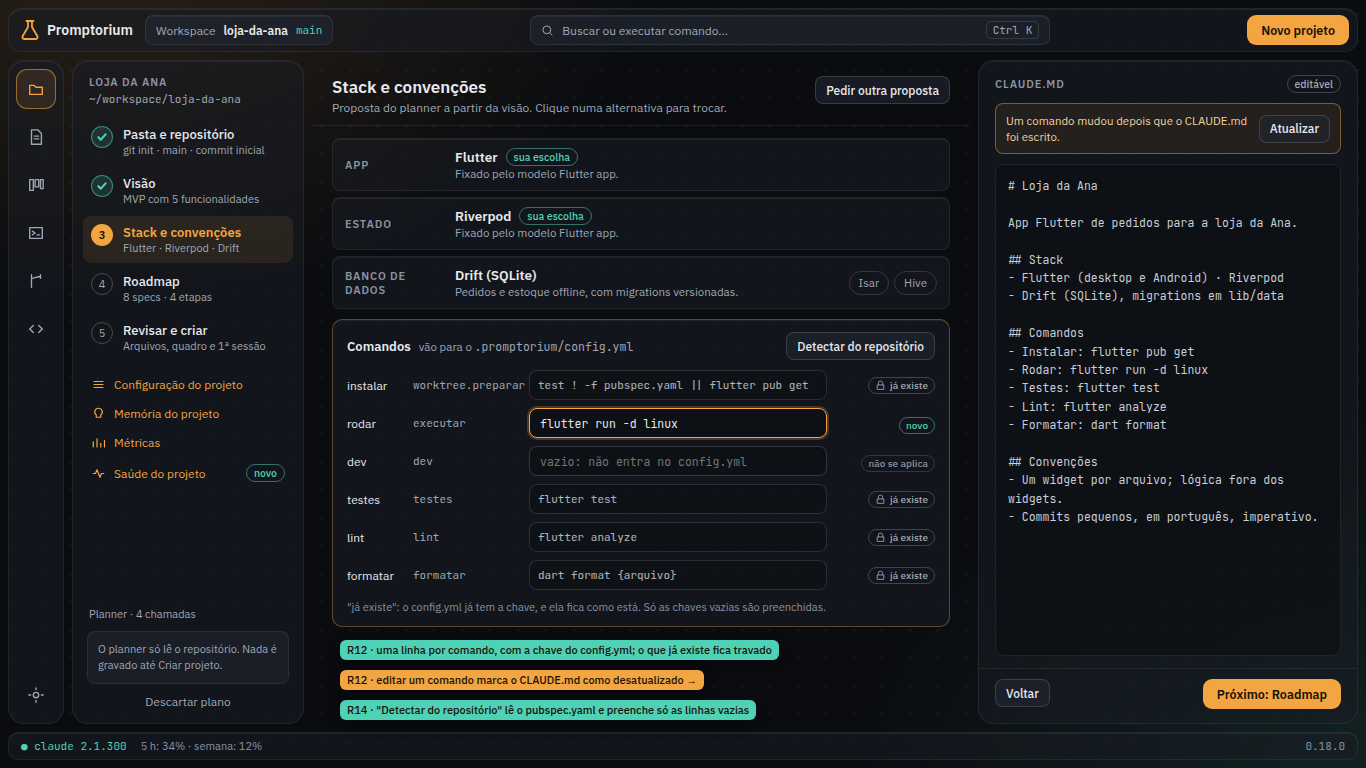 Promptorium
Workspace loja-da-ana main
Buscar ou executar comando...
Ctrl K
Novo projeto
LOJA DA ANA
~/workspace/loja-da-ana
Pasta e repositório
git init · main · commit inicial
Visão
MVP com 5 funcionalidades
3
Stack e convenções
Flutter · Riverpod · Drift
4
Roadmap
8 specs · 4 etapas
5
Revisar e criar
Arquivos, quadro e 1ª sessão
Configuração do projeto
Memória do projeto
Métricas
Saúde do projeto novo
Planner · 4 chamadas
O planner só lê o repositório. Nada é
gravado até Criar projeto.
Descartar plano
Stack e convenções
Proposta do planner a partir da visão. Clique numa alternativa para trocar.
Pedir outra proposta
APP
Flutter sua escolha
Fixado pelo modelo Flutter app.
ESTADO
Riverpod sua escolha
Fixado pelo modelo Flutter app.
BANCO DE
DADOS
Drift (SQLite)
Pedidos e estoque offline, com migrations versionadas.
Isar
Hive
Comandos vão para o .promptorium/config.yml
Detectar do repositório
instalar worktree.preparar test ! -f pubspec.yaml || flutter pub get já existe
rodar executar flutter run -d linux novo
dev dev vazio: não entra no config.yml não se aplica
testes testes flutter test já existe
lint lint flutter analyze já existe
formatar formatar dart format {arquivo} já existe
"já existe": o config.yml já tem a chave, e ela fica como está. Só as chaves vazias são preenchidas.
R12 · uma linha por comando, com a chave do config.yml; o que já existe fica travado
R12 · editar um comando marca o CLAUDE.md como desatualizado →
R14 · "Detectar do repositório" lê o pubspec.yaml e preenche só as linhas vazias
CLAUDE.MD
editável
Um comando mudou depois que o CLAUDE.md
foi escrito.
Atualizar
# Loja da Ana
App Flutter de pedidos para a loja da Ana.
## Stack
- Flutter (desktop e Android) · Riverpod
- Drift (SQLite), migrations em lib/data
## Comandos
- Instalar: flutter pub get
- Rodar: flutter run -d linux
- Testes: flutter test
- Lint: flutter analyze
- Formatar: dart format
## Convenções
- Um widget por arquivo; lógica fora dos
widgets.
- Commits pequenos, em português, imperativo.
Voltar
Próximo: Roadmap
claude 2.1.300 5 h: 34% · semana: 12%
0.18.0